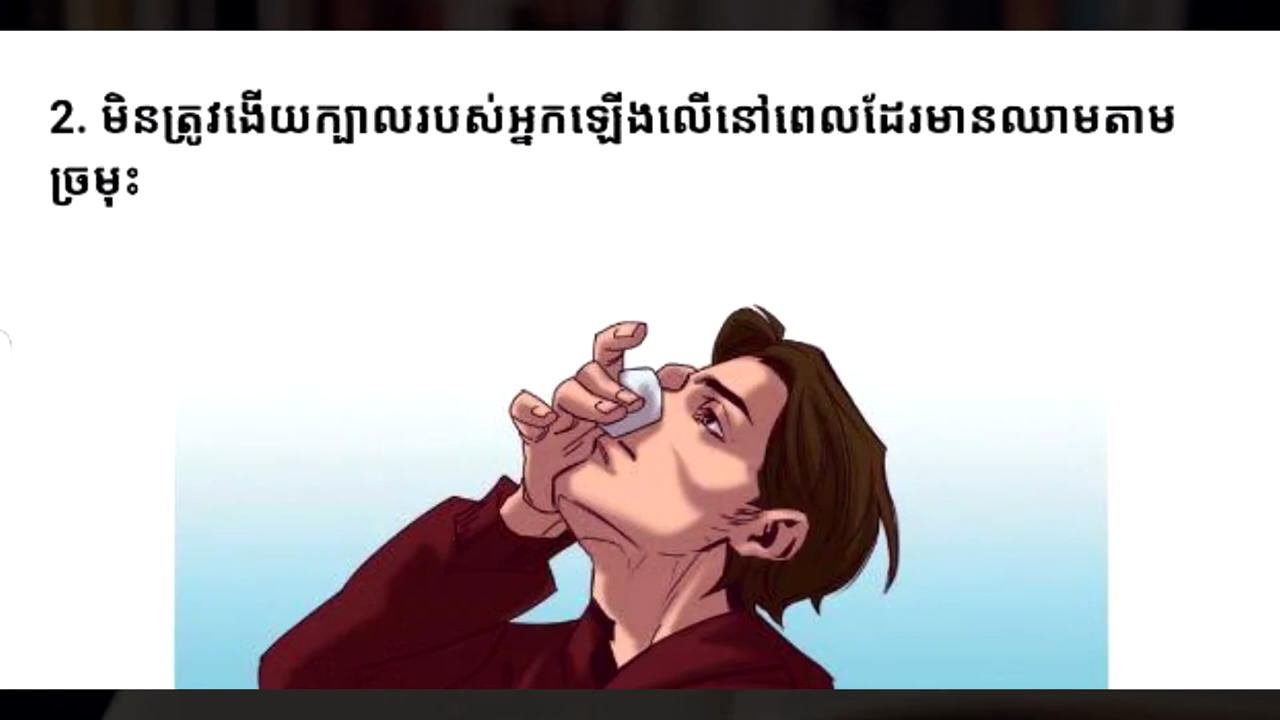 2. មិនត្រូវងើយក្បាលរបស់អ្នកឡើងលើនៅពេលដែរមានឈាមតាម
ច្រមុះ